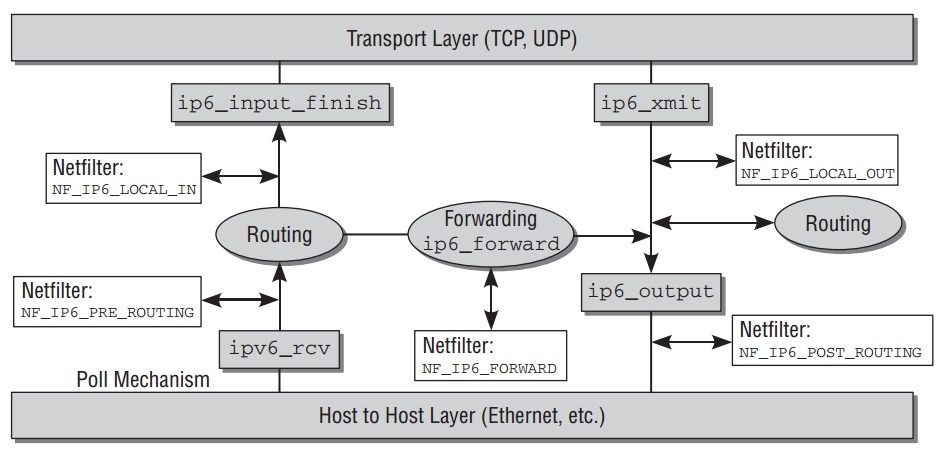 Transport Layer (TCP, UDP)
ip6_input_finish
ip6_xmit
Netfilter:
NF_IP6_LOCAL_IN
Netfilter:
NF_IP6_LOCAL_OUT
Routing
Forwarding
ip6_forward
Routing
Netfilter:
NF_IP6_PRE_ROUTING
ip6_output
ipv6_rcv
Netfilter:
NF_IP6_FORWARD
Netfilter:
NF_IP6_POST_ROUTING
Poll Mechanism
Host to Host Layer (Ethernet, etc.)